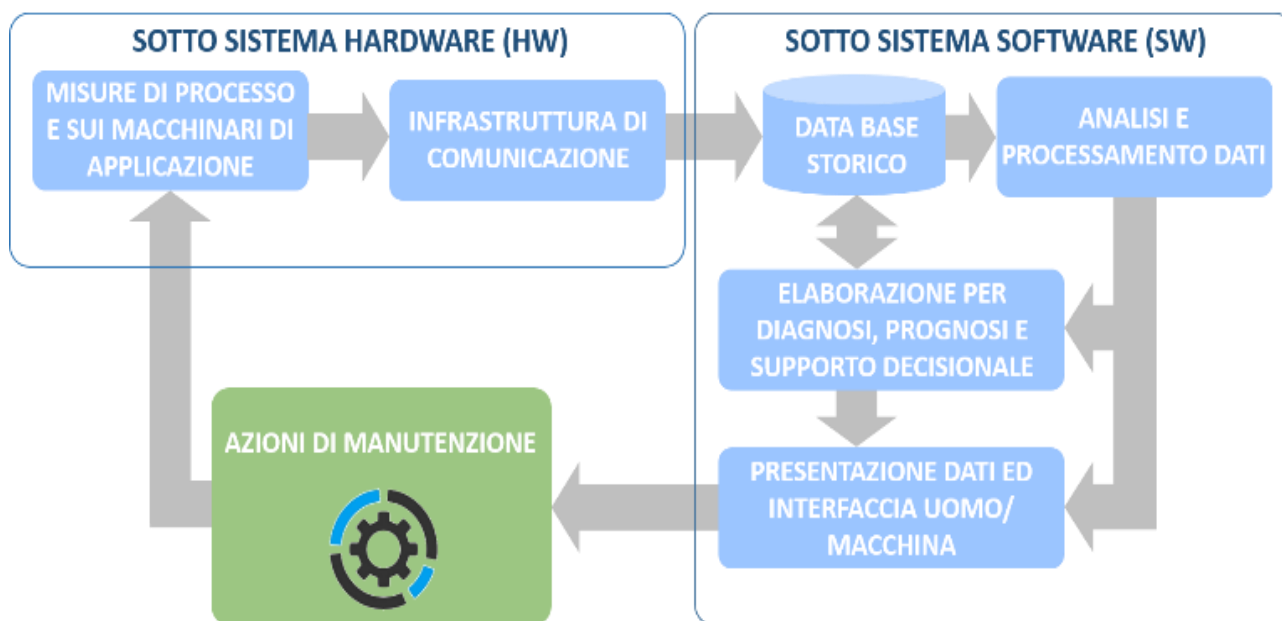 SOTTO SISTEMA HARDWARE (HW)
MISURE DI PROCESSO
E SUI MACCHINARI DI
APPLICAZIONE
INFRASTRUTTURA DI
COMUNICAZIONE
SOTTO SISTEMA SOFTWARE (SW)
DATA BASE
STORICO
ANALISI E
PROCESSAMENTO DATI
ELABORAZIONE PER
DIAGNOSI, PROGNOSI E
SUPPORTO DECISIONALE
PRESENTAZIONE DATI ED
INTERFACCIA UOMO/
MACCHINA
AZIONI DI MANUTENZIONE